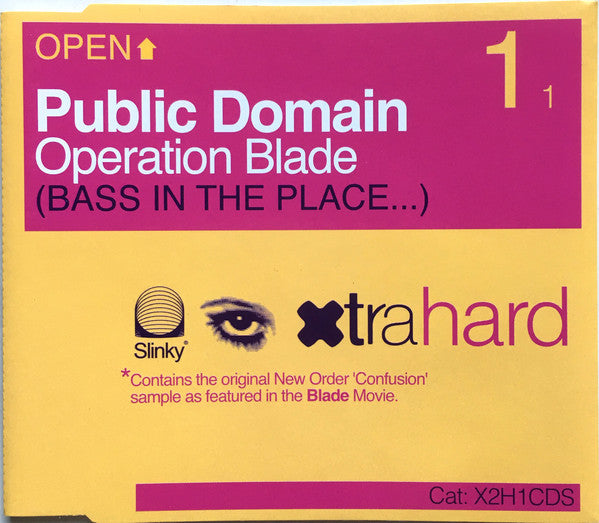 OPEN
1 1
Public Domain
Operation Blade
(BASS IN THE PLACE...)
Slinky®
xtrahard
*Contains the original New Order 'Confusion'
sample as featured in the Blade Movie.
Cat: X2H1CDS